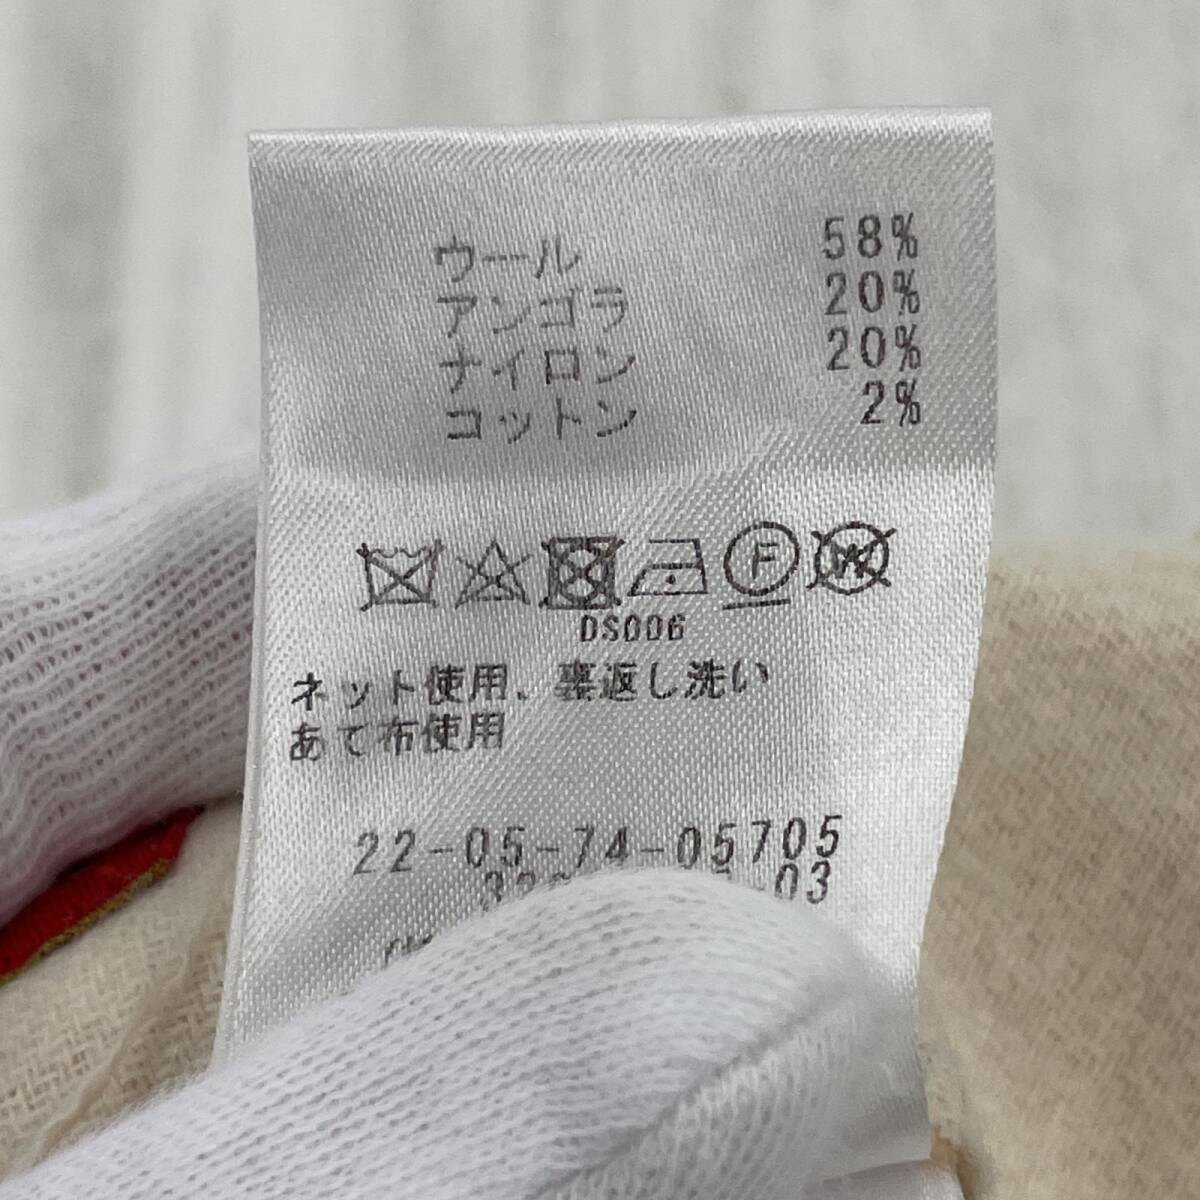 ウール 58%
アンゴラ 20%
ナイロン 20%
コットン 2%
F W
DS006
ネット使用、裏返し洗い
あて布使用
22-05-74-05705
-03